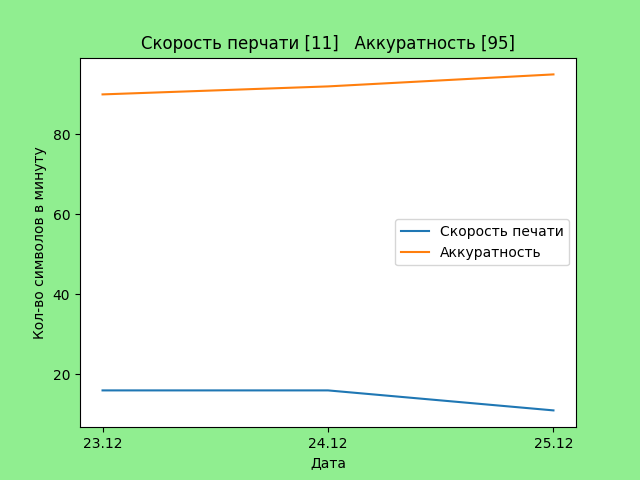 Скорость перчати [11]   Аккуратность [95]
80
60
40
20
Кол-во символов в минуту
Скорость печати
Аккуратность
23.12 24.12 25.12
Дата